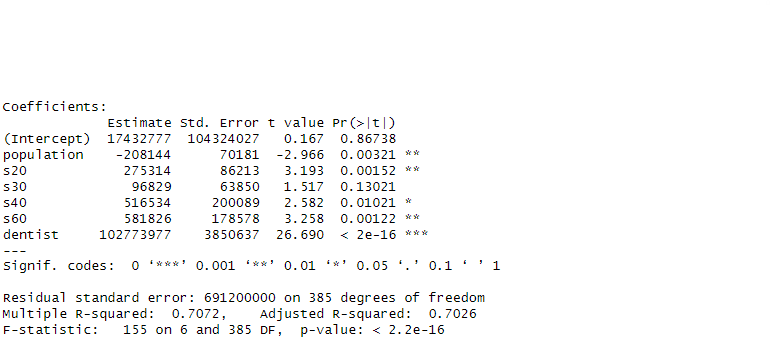 Coefficients:
Estimate Std. Error t value Pr(>|t|)
(Intercept) 17432777 104324027 0.167 0.86738
population -208144 70181 -2.966 0.00321 **
s20 275314 86213 3.193 0.00152 **
s30 96829 63850 1.517 0.13021
s40 516534 200089 2.582 0.01021 *
s60 581826 178578 3.258 0.00122 **
dentist 102773977 3850637 26.690 < 2e-16 ***
---
Signif. codes: 0 ‘***’ 0.001 ‘**’ 0.01 ‘*’ 0.05 ‘.’ 0.1 ‘ ’ 1
Residual standard error: 691200000 on 385 degrees of freedom
Multiple R-squared: 0.7072, Adjusted R-squared: 0.7026
F-statistic: 155 on 6 and 385 DF, p-value: < 2.2e-16